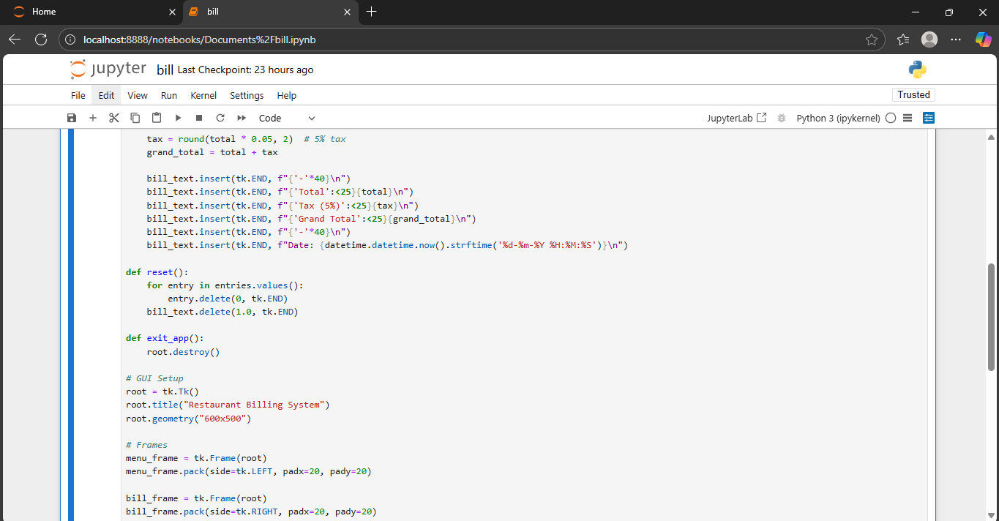 Home
bill
localhost:8888/notebooks/Documents%2Fbill.ipynb
jupyter bill Last Checkpoint: 23 hours ago
File Edit View Run Kernel Settings Help
Trusted
Code
JupyterLab
Python 3 (ipykernel)
    tax = round(total * 0.05, 2)  # 5% tax
    grand_total = total + tax

    bill_text.insert(tk.END, f"{'-'*40}\n")
    bill_text.insert(tk.END, f"{'Total':<25}{total}\n")
    bill_text.insert(tk.END, f"{'Tax (5%)':<25}{tax}\n")
    bill_text.insert(tk.END, f"{'Grand Total':<25}{grand_total}\n")
    bill_text.insert(tk.END, f"{'-'*40}\n")
    bill_text.insert(tk.END, f"Date: {datetime.datetime.now().strftime('%d-%m-%Y %H:%M:%S')}\n")

def reset():
    for entry in entries.values():
        entry.delete(0, tk.END)
    bill_text.delete(1.0, tk.END)

def exit_app():
    root.destroy()

# GUI Setup
root = tk.Tk()
root.title("Restaurant Billing System")
root.geometry("600x500")

# Frames
menu_frame = tk.Frame(root)
menu_frame.pack(side=tk.LEFT, padx=20, pady=20)

bill_frame = tk.Frame(root)
bill_frame.pack(side=tk.RIGHT, padx=20, pady=20)